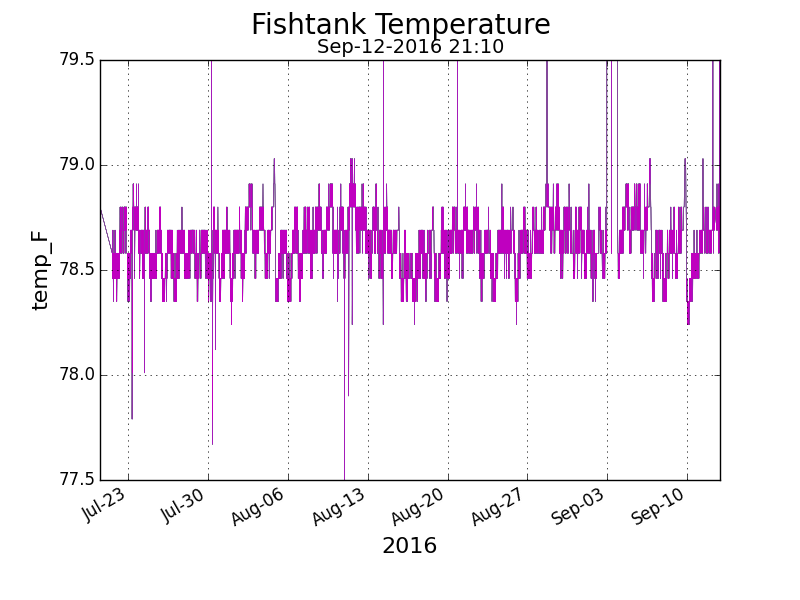 Fishtank Temperature
Sep-12-2016 21:10
79.5
79.0
78.5
78.0
77.5
temp_F
Jul-23
Jul-30
Aug-06
Aug-13
Aug-20
Aug-27
Sep-03
Sep-10
2016